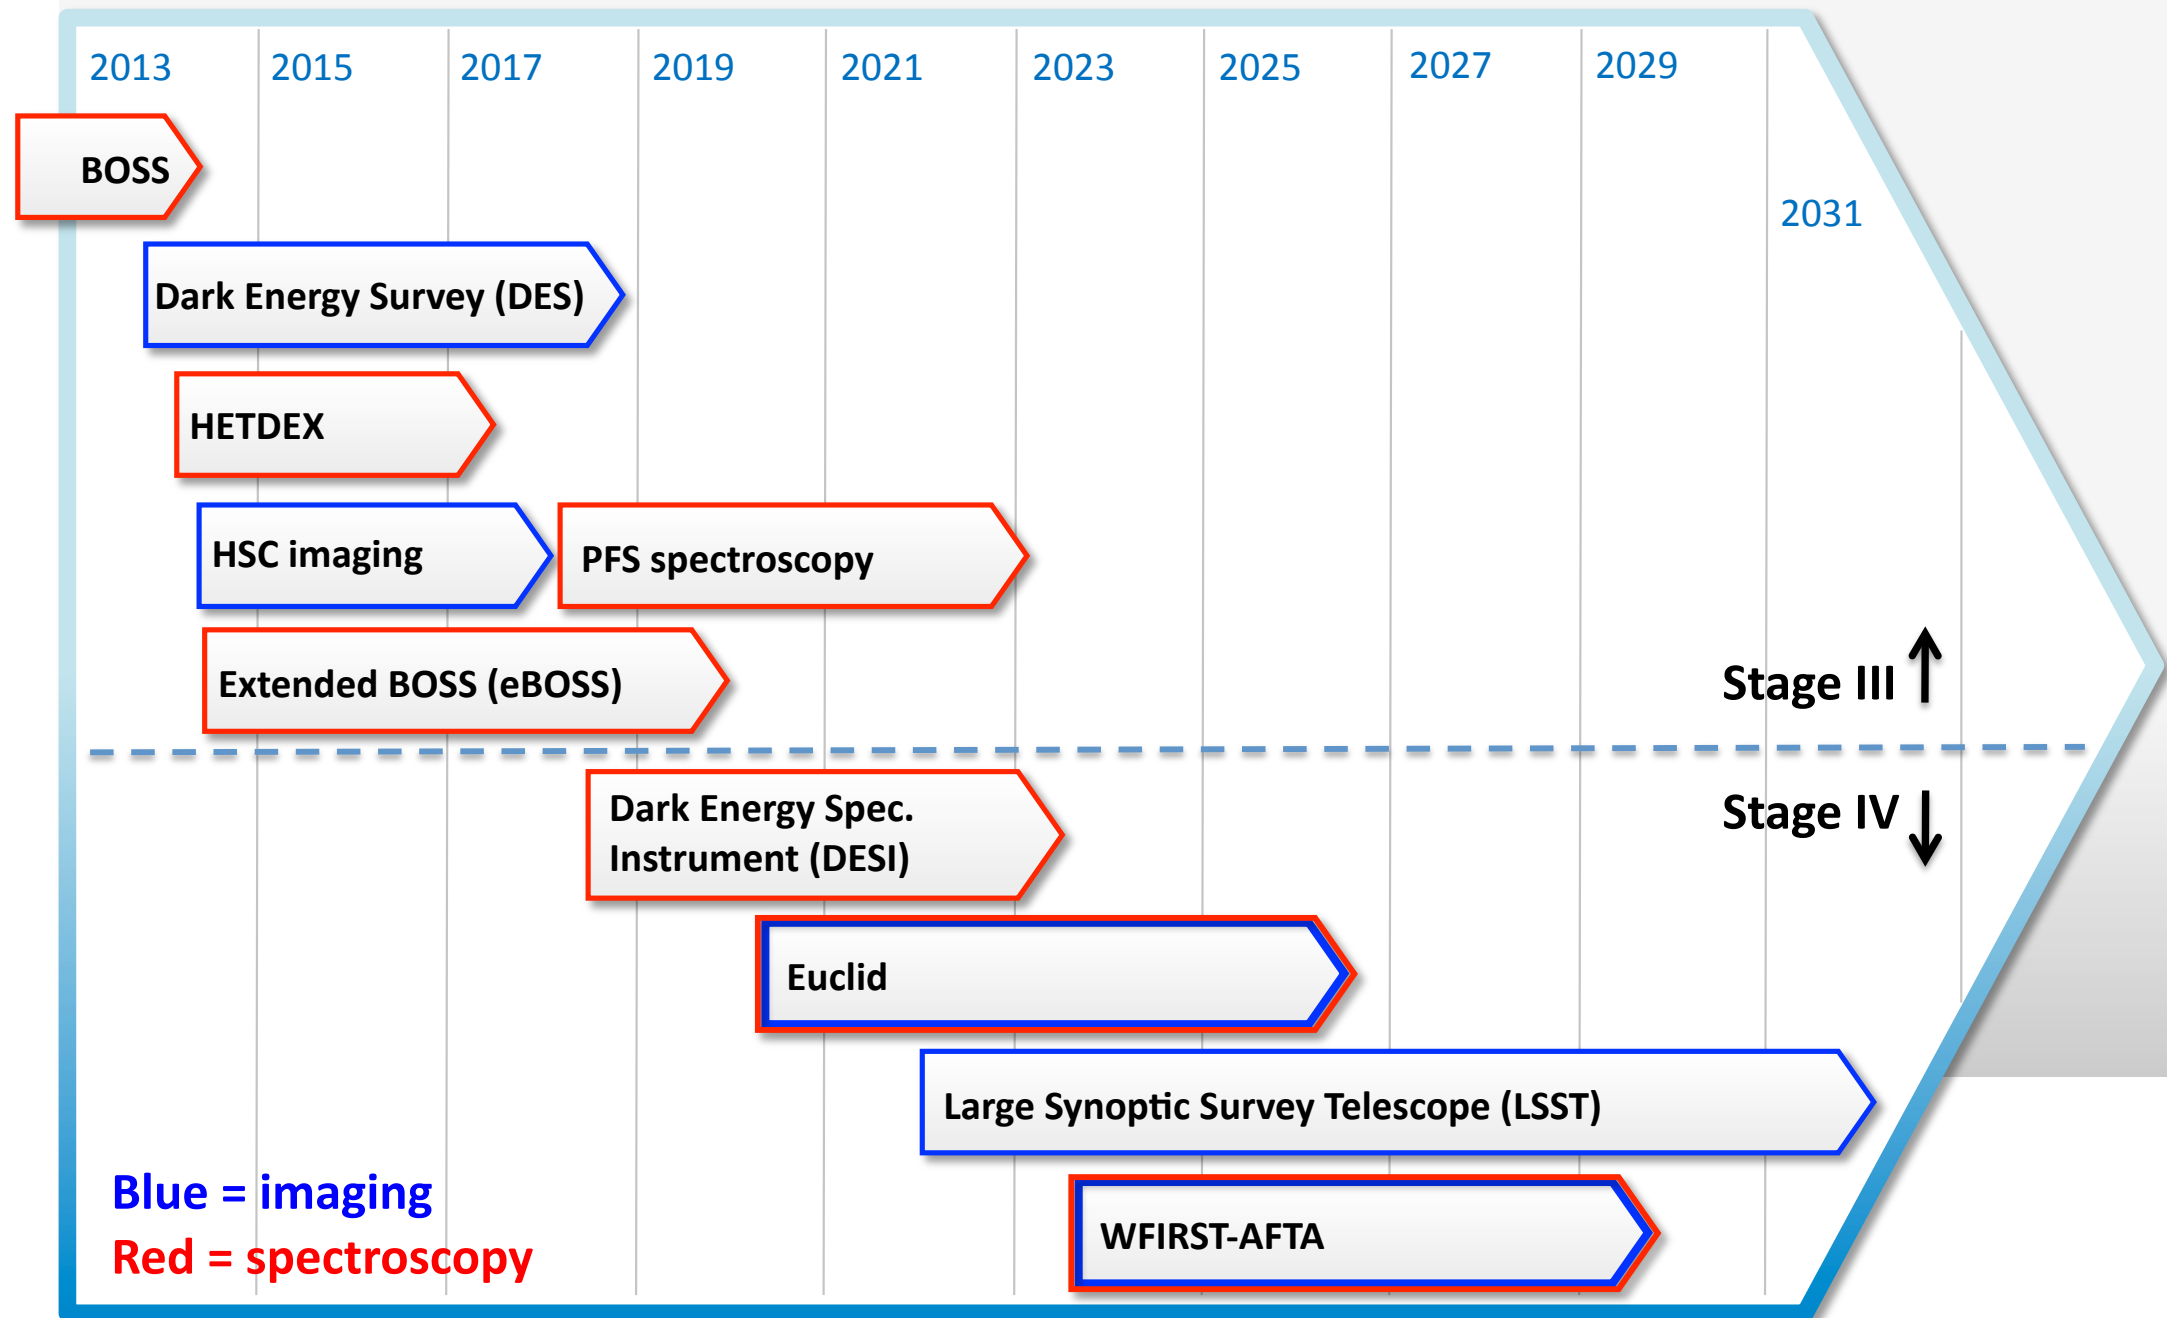 2013 2015 2017 2019 2021 2023 2025 2027 2029
BOSS
2031
Dark Energy Survey (DES)
HETDEX
HSC imaging
PFS spectroscopy
Extended BOSS (eBOSS)
Stage III
Dark Energy Spec.
Instrument (DESI)
Stage IV
Euclid
Large Synoptic Survey Telescope (LSST)
WFIRST-AFTA
Blue = imaging
Red = spectroscopy